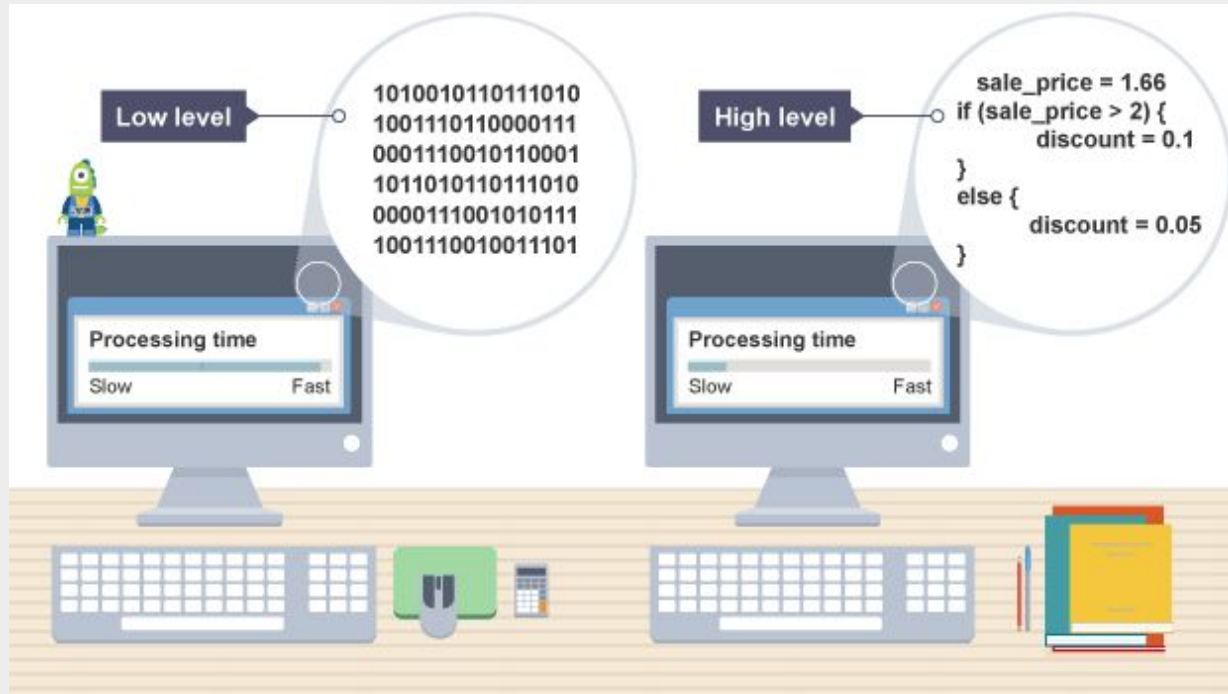 Low level
1010010110111010
1001110110000111
0001110010110001
1011010110111010
0000111001010111
1001110010011101
Processing time
Slow Fast
High level
sale_price = 1.66
if (sale_price > 2) {
discount = 0.1
}
else {
discount = 0.05
}
Processing time
Slow Fast